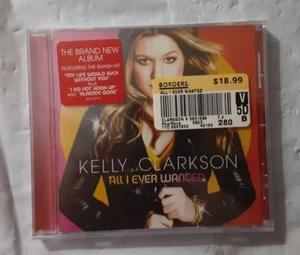 THE BRAND NEW
ALBUM
FEATURING THE SMASH HIT
"MY LIFE WOULD SUCK
WITHOUT YOU"
PLUS
"I DO NOT HOOK UP"
AND "ALREADY GONE"
BORDERS.
$18.99
ALL I EVER WANTED
V
50
B
280
KELLY CLARKSON
ALL I EVER WANTED